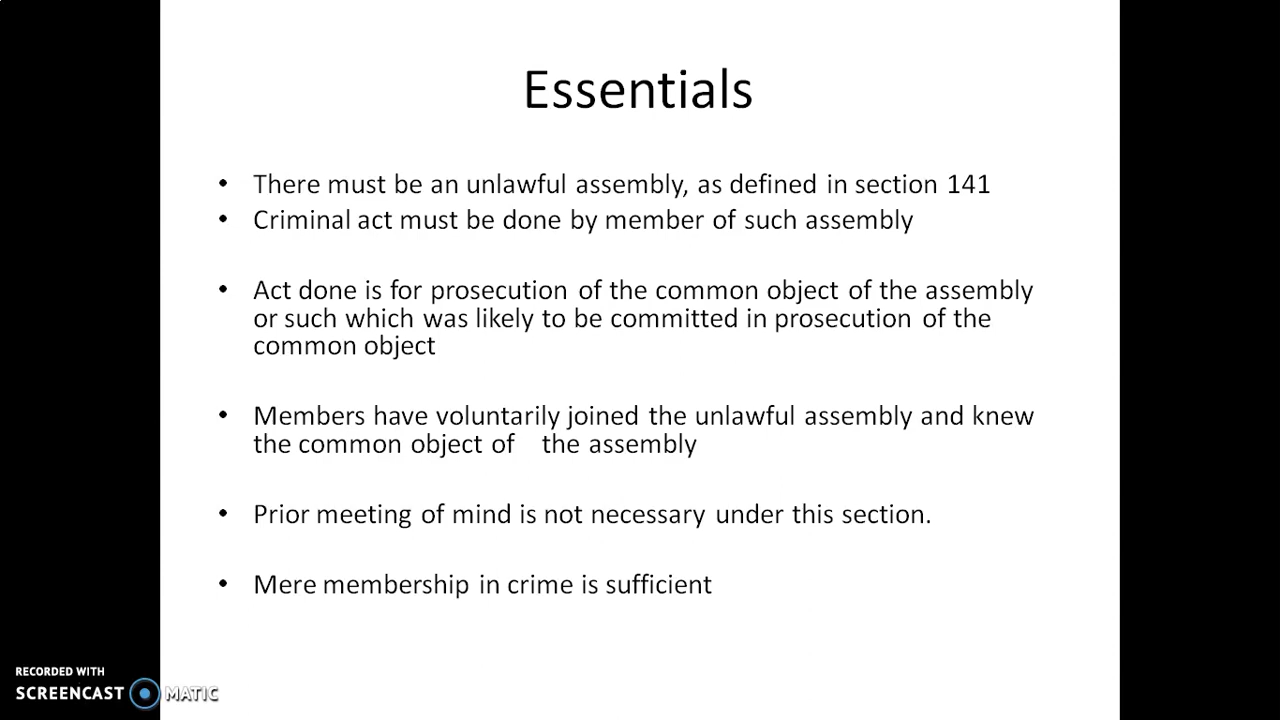 Essentials
• There must be an unlawful assembly, as defined in section 141
• Criminal act must be done by member of such assembly
• Act done is for prosecution of the common object of the assembly
or such which was likely to be committed in prosecution of the
common object
• Members have voluntarily joined the unlawful assembly and knew
the common object of the assembly
• Prior meeting of mind is not necessary under this section.
• Mere membership in crime is sufficient
RECORDED WITH
SCREENCAST MATIC